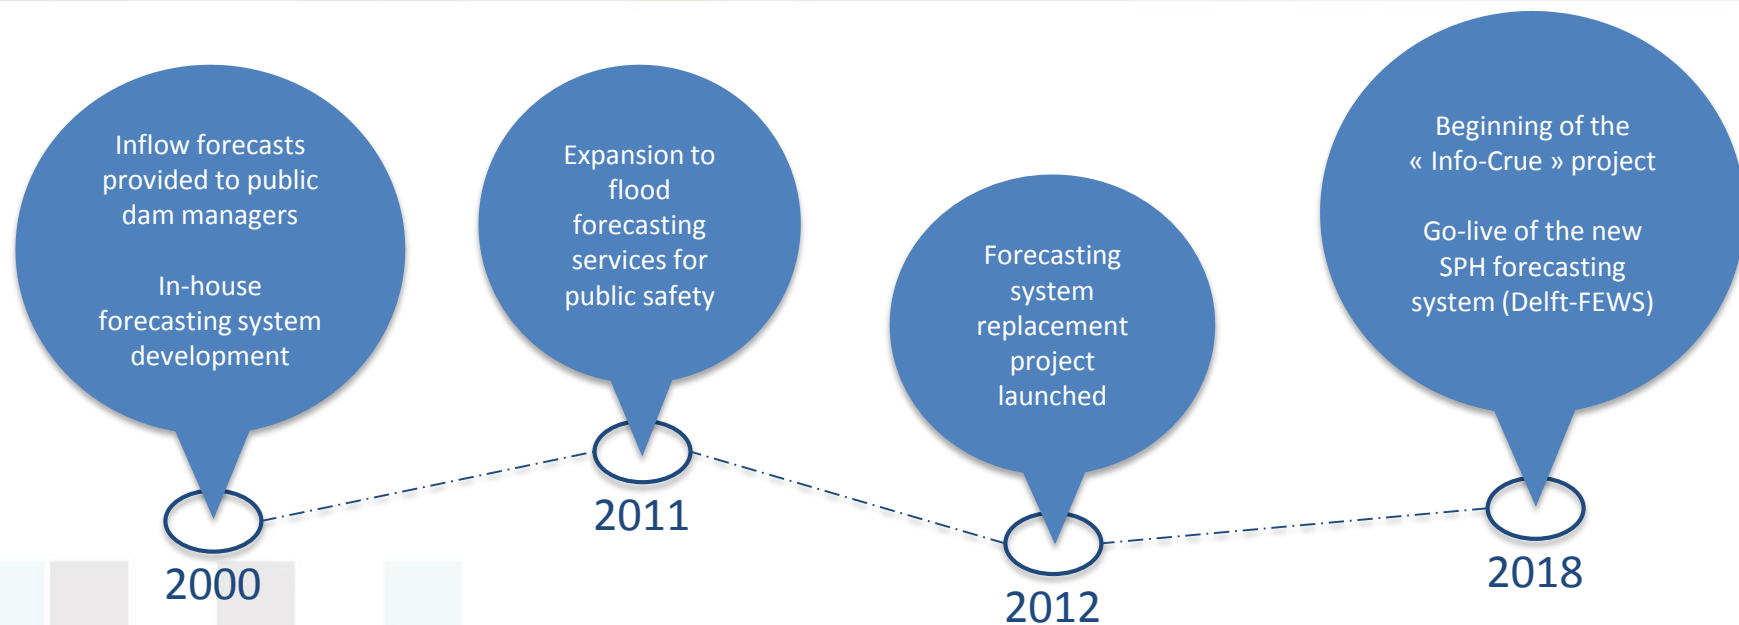 Inflow forecasts
provided to public
dam managers
In-house
forecasting system
development
2000
Expansion to
flood
forecasting
services for
public safety
2011
Forecasting
system
replacement
project
launched
2012
Beginning of the
« Info-Crue » project
Go-live of the new
SPH forecasting
system (Delft-FEWS)
2018